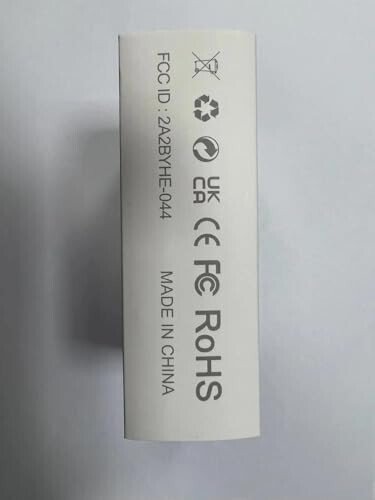 UK
CA CE FC RoHS
FCC ID : 2A2BYHE-044 MADE IN CHINA